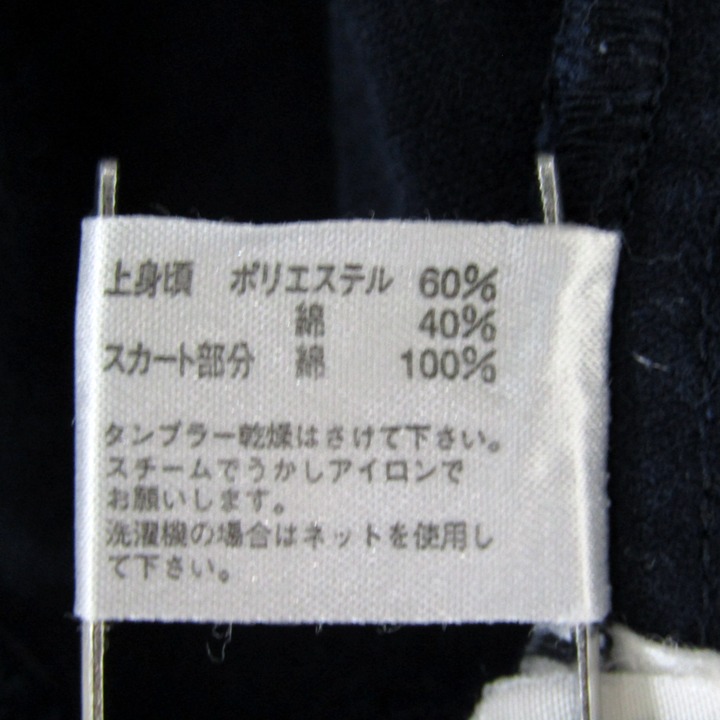 上身頃 ポリエステル 60%
綿 40%
スカート部分 綿 100%
タンブラー乾燥はさけて下さい。
スチームでうかしアイロンで
お願いします。
洗濯機の場合はネットを使用し
て下さい。